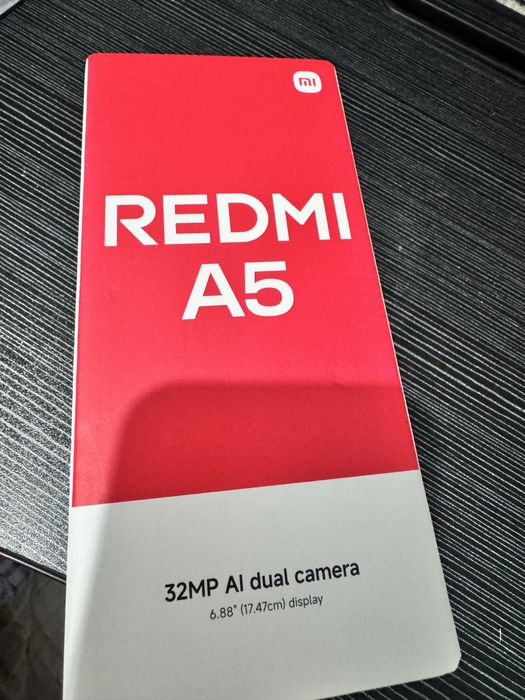 mi
REDMI
A5
32MP AI dual camera
6.88" (17.47cm) display